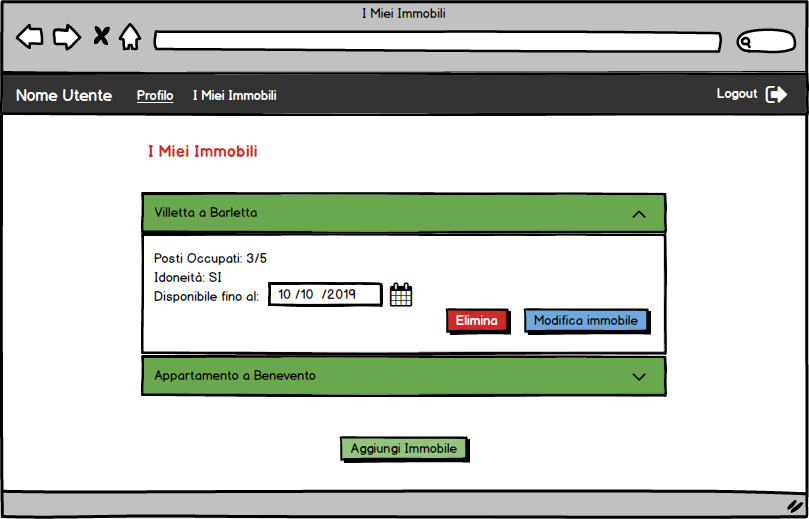 I Miei Immobili
Nome Utente Profilo I Miei Immobili Logout
I Miei Immobili
Villetta a Barletta
Posti Occupati: 3/5
Idoneità: SI
Disponibile fino al: 10 /10 /2019
Elimina Modifica immobile
Appartamento a Benevento
Aggiungi Immobile